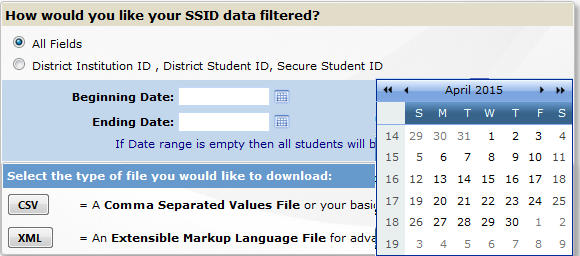 How would you like your SSID data filtered?
All Fields
District Institution ID , District Student ID, Secure Student ID
Beginning Date:
Ending Date:
If Date range is empty then all students will b
April 2015
S M T W T F S
14 29 30 31 1 2 3 4
15 5 6 7 8 9 10 11
16 12 13 14 15 16 17 18
17 19 20 21 22 23 24 25
18 26 27 28 29 30 1 2
19 3 4 5 6 7 8 9
Select the type of file you would like to download:
CSV = A Comma Separated Values File or your basi
XML = An Extensible Markup Language File for adva